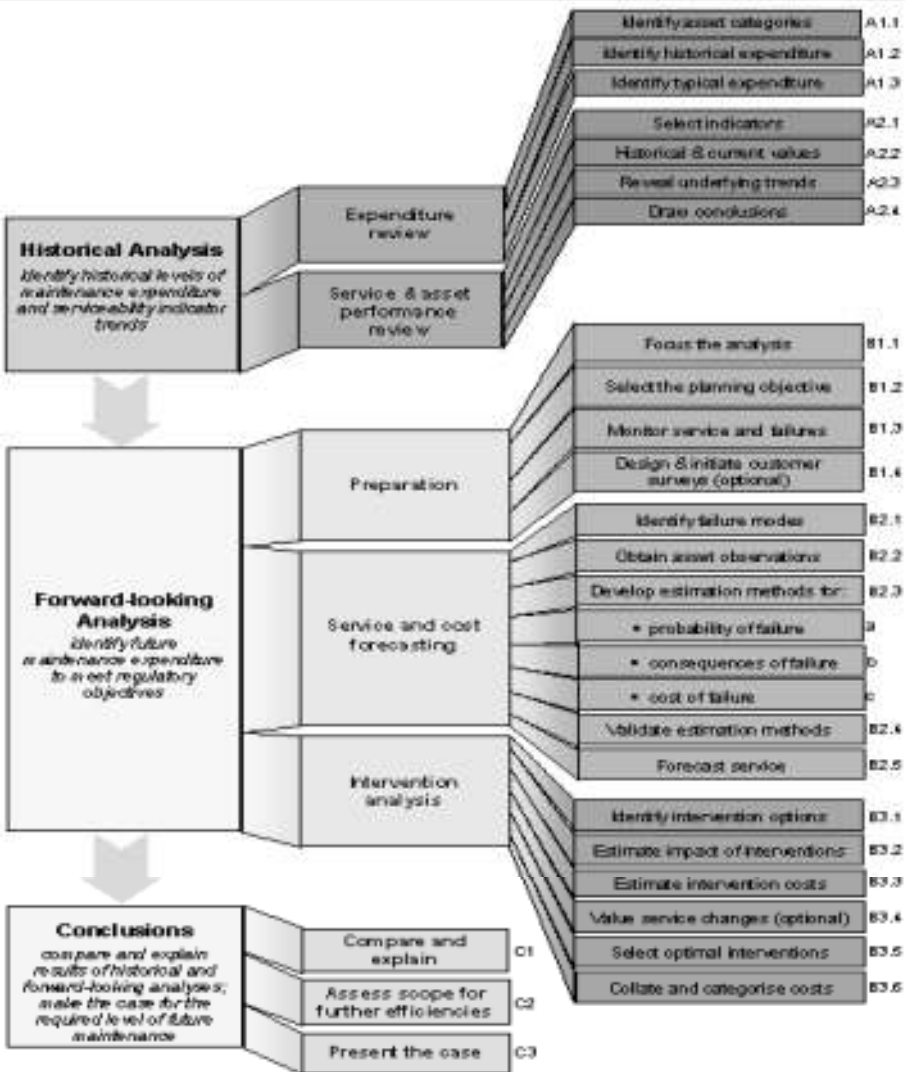 Historical Analysis
Identify historical levels of
maintenance expenditure
and serviceability indicator
trends
Expenditure
review
Service & asset
performance
review
Identify asset categories A1.1
Identify historical expenditure A1.2
Identify typical expenditure A1.3
Select indicators A2.1
Historical & current values A2.2
Reveal underlying trends A2.3
Draw conclusions A2.4
Forward-looking
Analysis
Identify future
maintenance expenditure
to meet regulatory
objectives
Preparation
Service and cost
forecasting
Intervention
analysis
Focus the analysis B1.1
Select the planning objective B1.2
Monitor service and failures B1.3
Design & initiate customer
surveys (optional) B1.4
Identify failure modes B2.1
Obtain asset observations B2.2
Develop estimation methods for: B2.3
• probability of failure a
• consequences of failure b
• cost of failure c
Validate estimation methods B2.4
Forecast service B2.5
Identify intervention options B3.1
Estimate impact of interventions B3.2
Estimate intervention costs B3.3
Value service changes (optional) B3.4
Select optimal interventions B3.5
Collate and categorise costs B3.6
Conclusions
compare and explain
results of historical and
forward-looking analyses;
make the case for the
required level of future
maintenance
Compare and
explain C1
Assess scope for
further efficiencies C2
Present the case C3